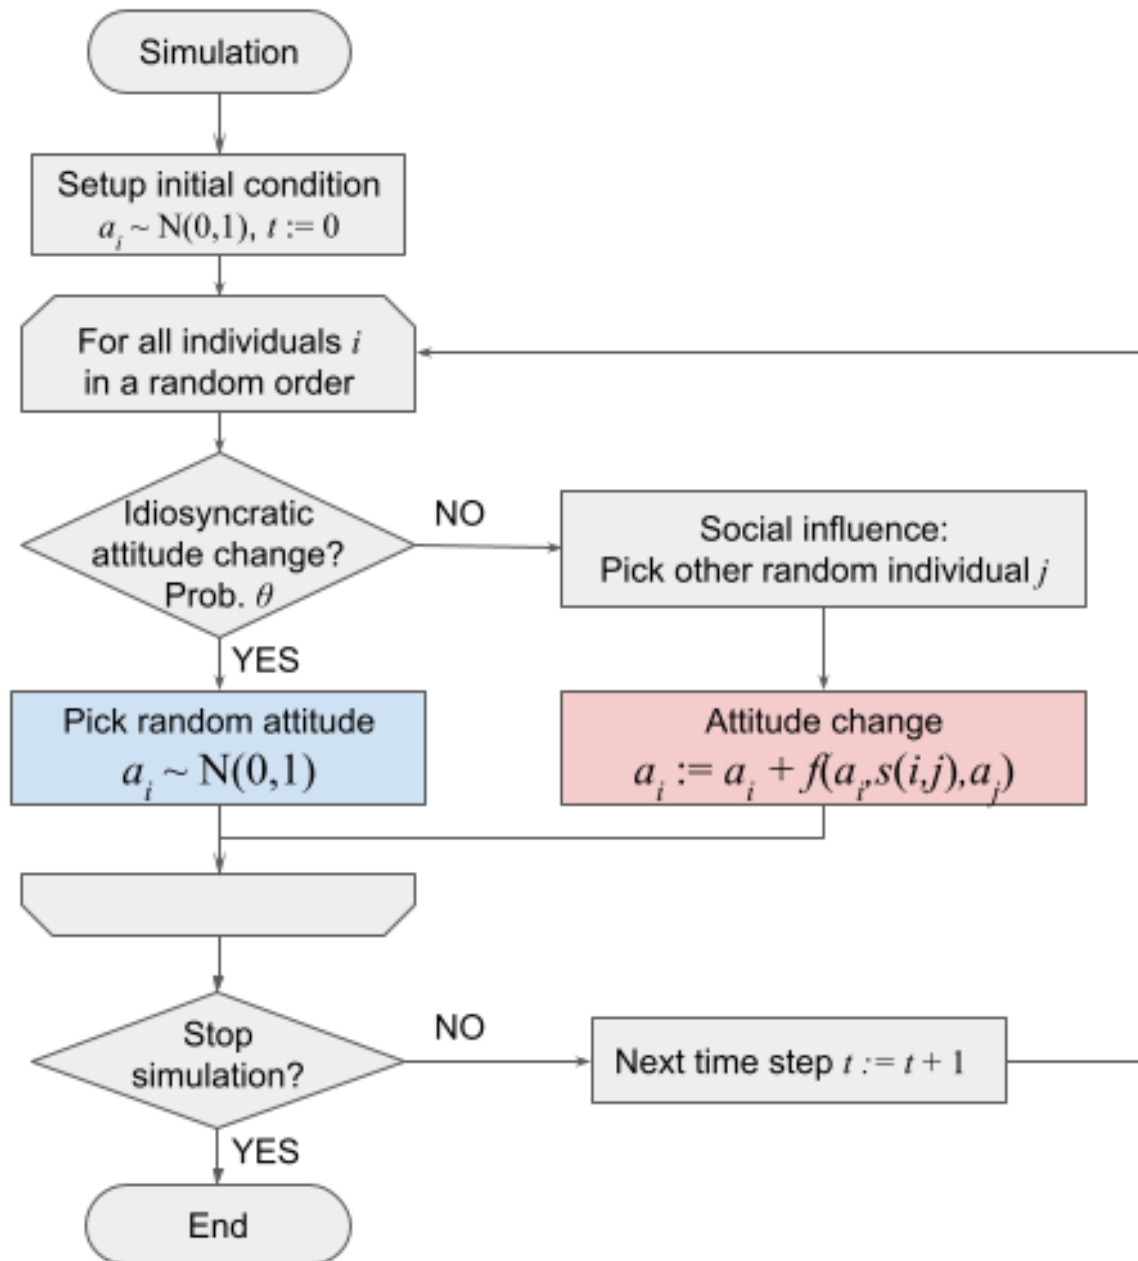 Simulation
Setup initial condition
a_i ~ N(0,1), t := 0
For all individuals i
in a random order
Idiosyncratic
attitude change?
Prob. θ
NO
Social influence:
Pick other random individual j
YES
Pick random attitude
a_i ~ N(0,1)
Attitude change
a_i := a_i + f(a_i,s(i,j),a_j)
Stop
simulation?
NO
Next time step t := t + 1
YES
End